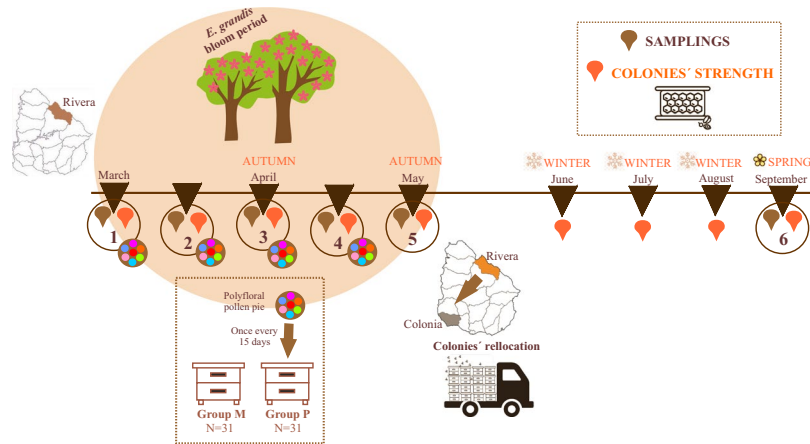 E. grandis
bloom period
SAMPLINGS
COLONIES´ STRENGTH
Rivera
March
AUTUMN
April
AUTUMN
May
WINTER
June
WINTER
July
WINTER
August
SPRING
September
1
2
3
4
5
6
Polyfloral
pollen pie
Once every
15 days
Group M
N=31
Group P
N=31
Rivera
Colonia
Colonies´ rellocation